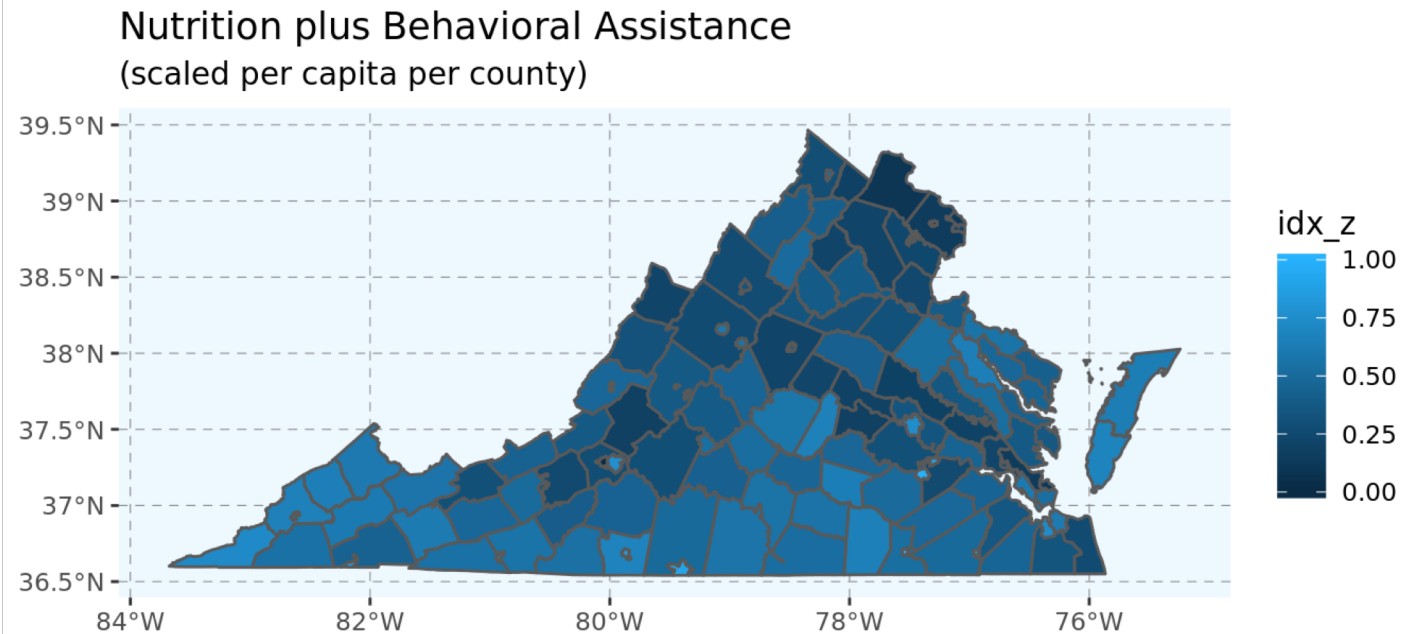 Nutrition plus Behavioral Assistance
(scaled per capita per county)
39.5°N
39°N
38.5°N
38°N
37.5°N
37°N
36.5°N
84°W
82°W
80°W
78°W
76°W
idx_z
1.00
0.75
0.50
0.25
0.00